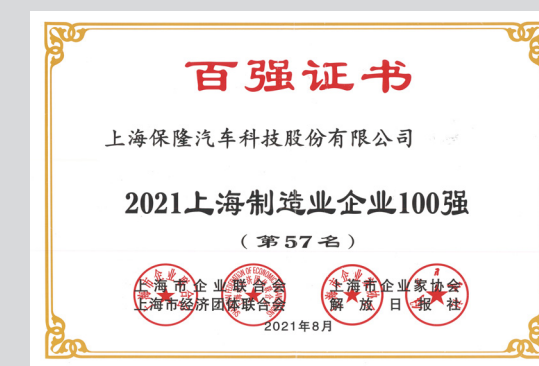 百强证书
上海保隆汽车科技股份有限公司
2021上海制造业企业100强
(第57名)
上海市企业联合会 上海市企业家协会
上海市经济团体联合会 解放日报社
2021年8月